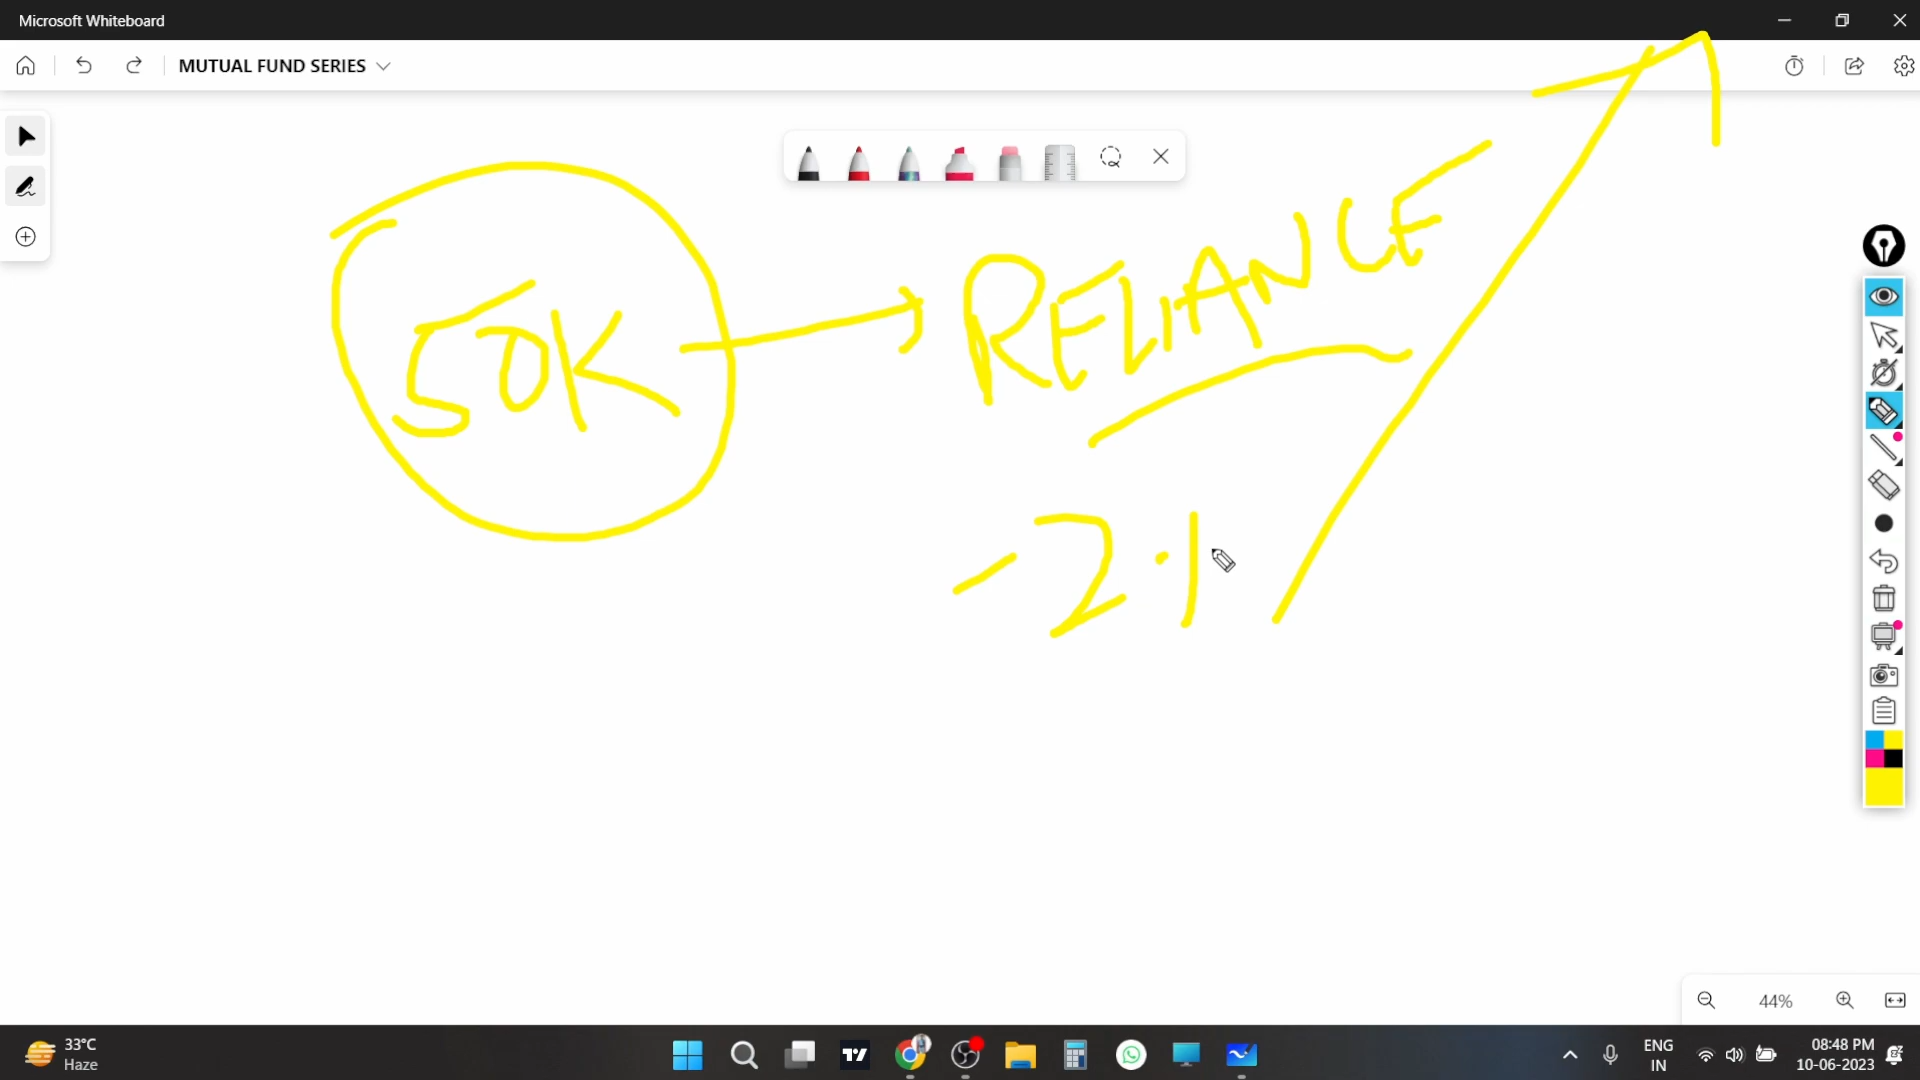 Microsoft Whiteboard
MUTUAL FUND SERIES
50K → RELIANCE
-2%
44%
33°C
Haze
ENG
IN
08:48 PM
10-06-2023